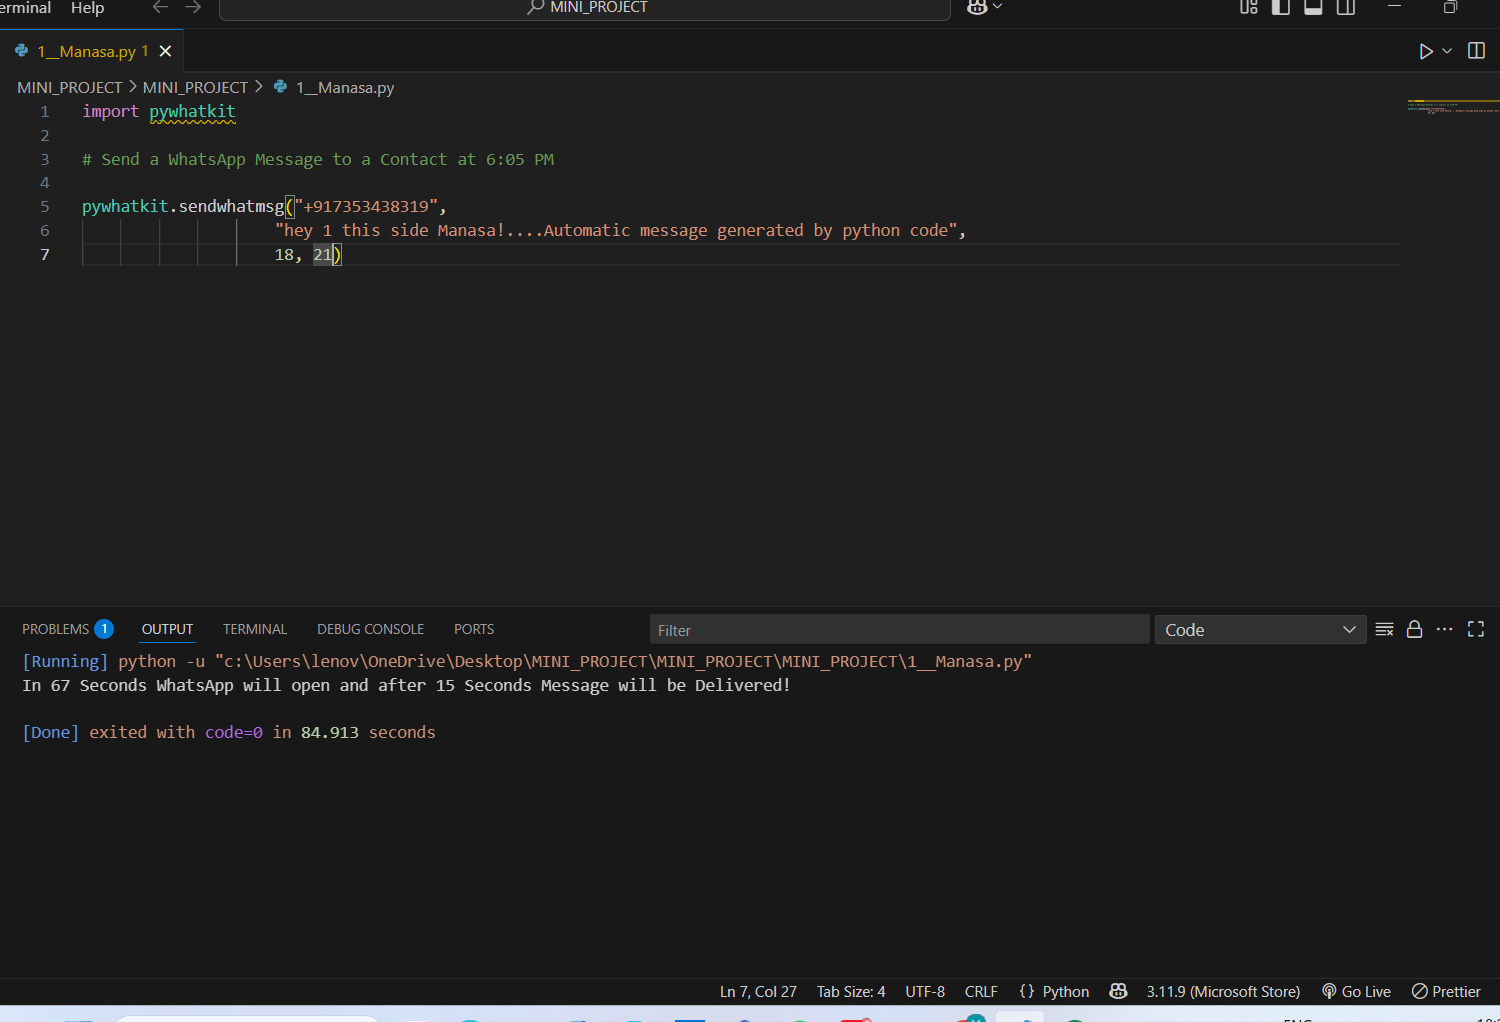 erminal Help MINI_PROJECT
1__Manasa.py 1
MINI_PROJECT > MINI_PROJECT > 1__Manasa.py
1 import pywhatkit
2
3 # Send a WhatsApp Message to a Contact at 6:05 PM
4
5 pywhatkit.sendwhatmsg("+917353438319",
6 "hey 1 this side Manasa!....Automatic message generated by python code",
7 18, 21)
PROBLEMS 1 OUTPUT TERMINAL DEBUG CONSOLE PORTS Filter Code
[Running] python -u "c:\Users\lenov\OneDrive\Desktop\MINI_PROJECT\MINI_PROJECT\MINI_PROJECT\1__Manasa.py"
In 67 Seconds WhatsApp will open and after 15 Seconds Message will be Delivered!
[Done] exited with code=0 in 84.913 seconds
Ln 7, Col 27 Tab Size: 4 UTF-8 CRLF {} Python 3.11.9 (Microsoft Store) Go Live Prettier